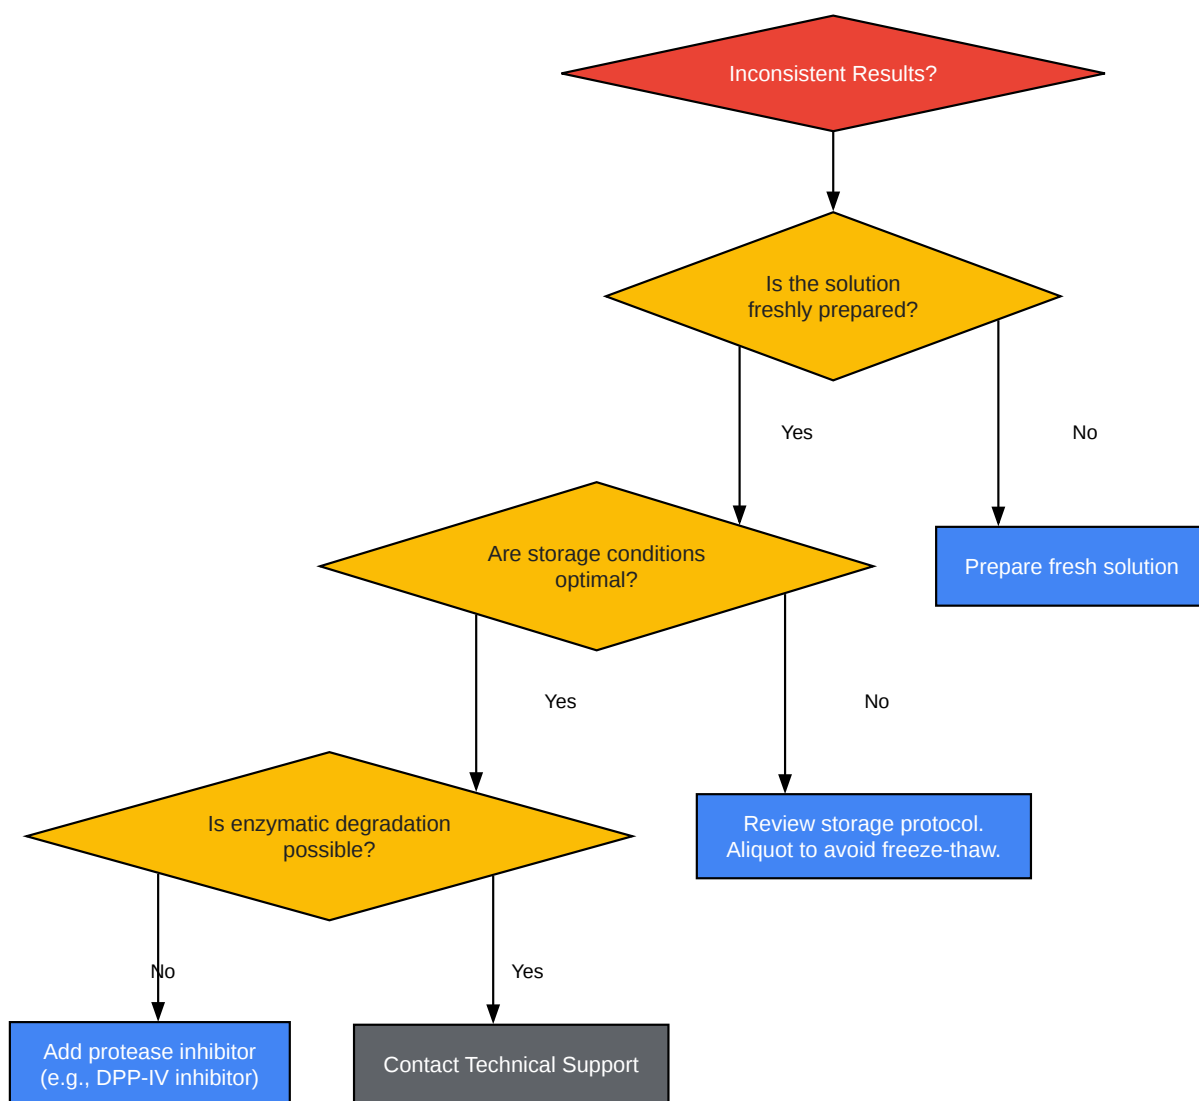 Inconsistent Results?
Is the solution
freshly prepared?
Yes
No
Are storage conditions
optimal?
Prepare fresh solution
Yes
No
Is enzymatic degradation
possible?
Review storage protocol.
Aliquot to avoid freeze-thaw.
No
Yes
Add protease inhibitor
(e.g., DPP-IV inhibitor)
Contact Technical Support